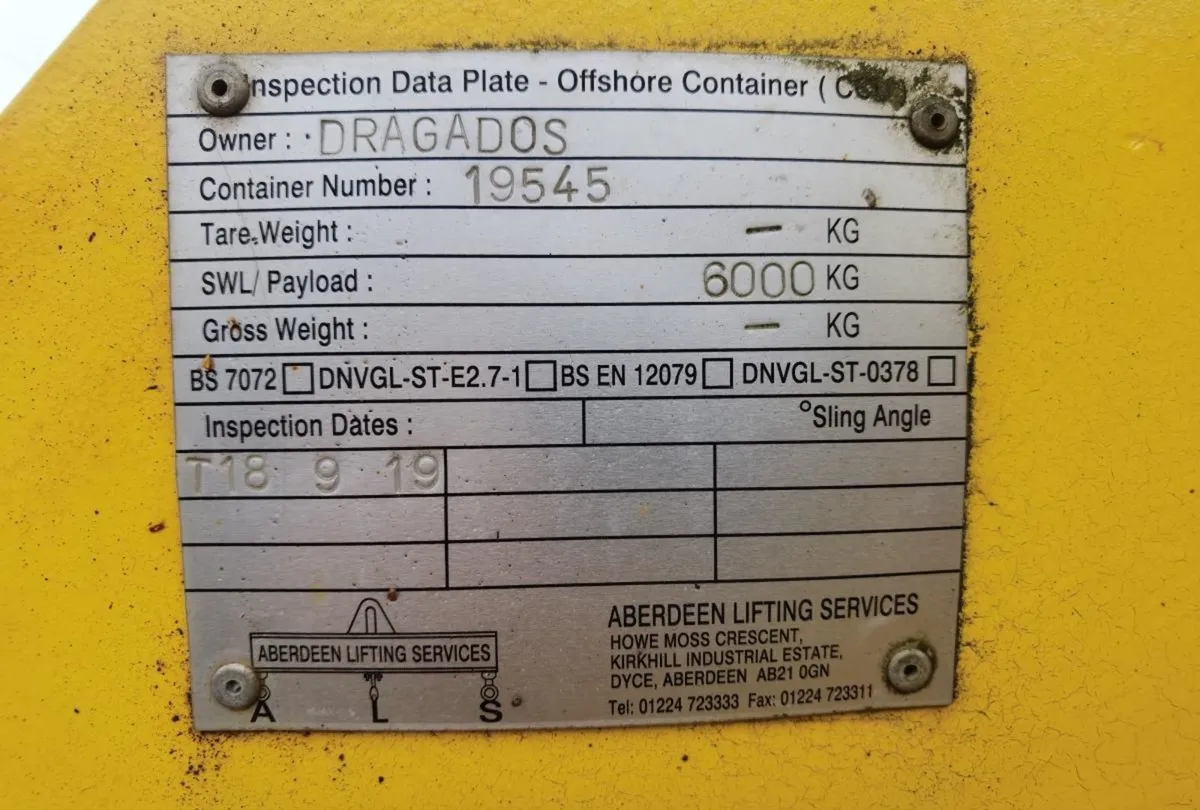 Inspection Data Plate - Offshore Container (
Owner : DRAGADOS
Container Number : 19545
Tare Weight : — KG
SWL/ Payload : 6000 KG
Gross Weight : — KG
BS 7072 DNVGL-ST-E2.7-1 BS EN 12079 DNVGL-ST-0378
Inspection Dates : °Sling Angle
T18 9 19
ABERDEEN LIFTING SERVICES
A L S
ABERDEEN LIFTING SERVICES
HOWE MOSS CRESCENT,
KIRKHILL INDUSTRIAL ESTATE,
DYCE, ABERDEEN AB21 0GN
Tel: 01224 723333 Fax: 01224 723311